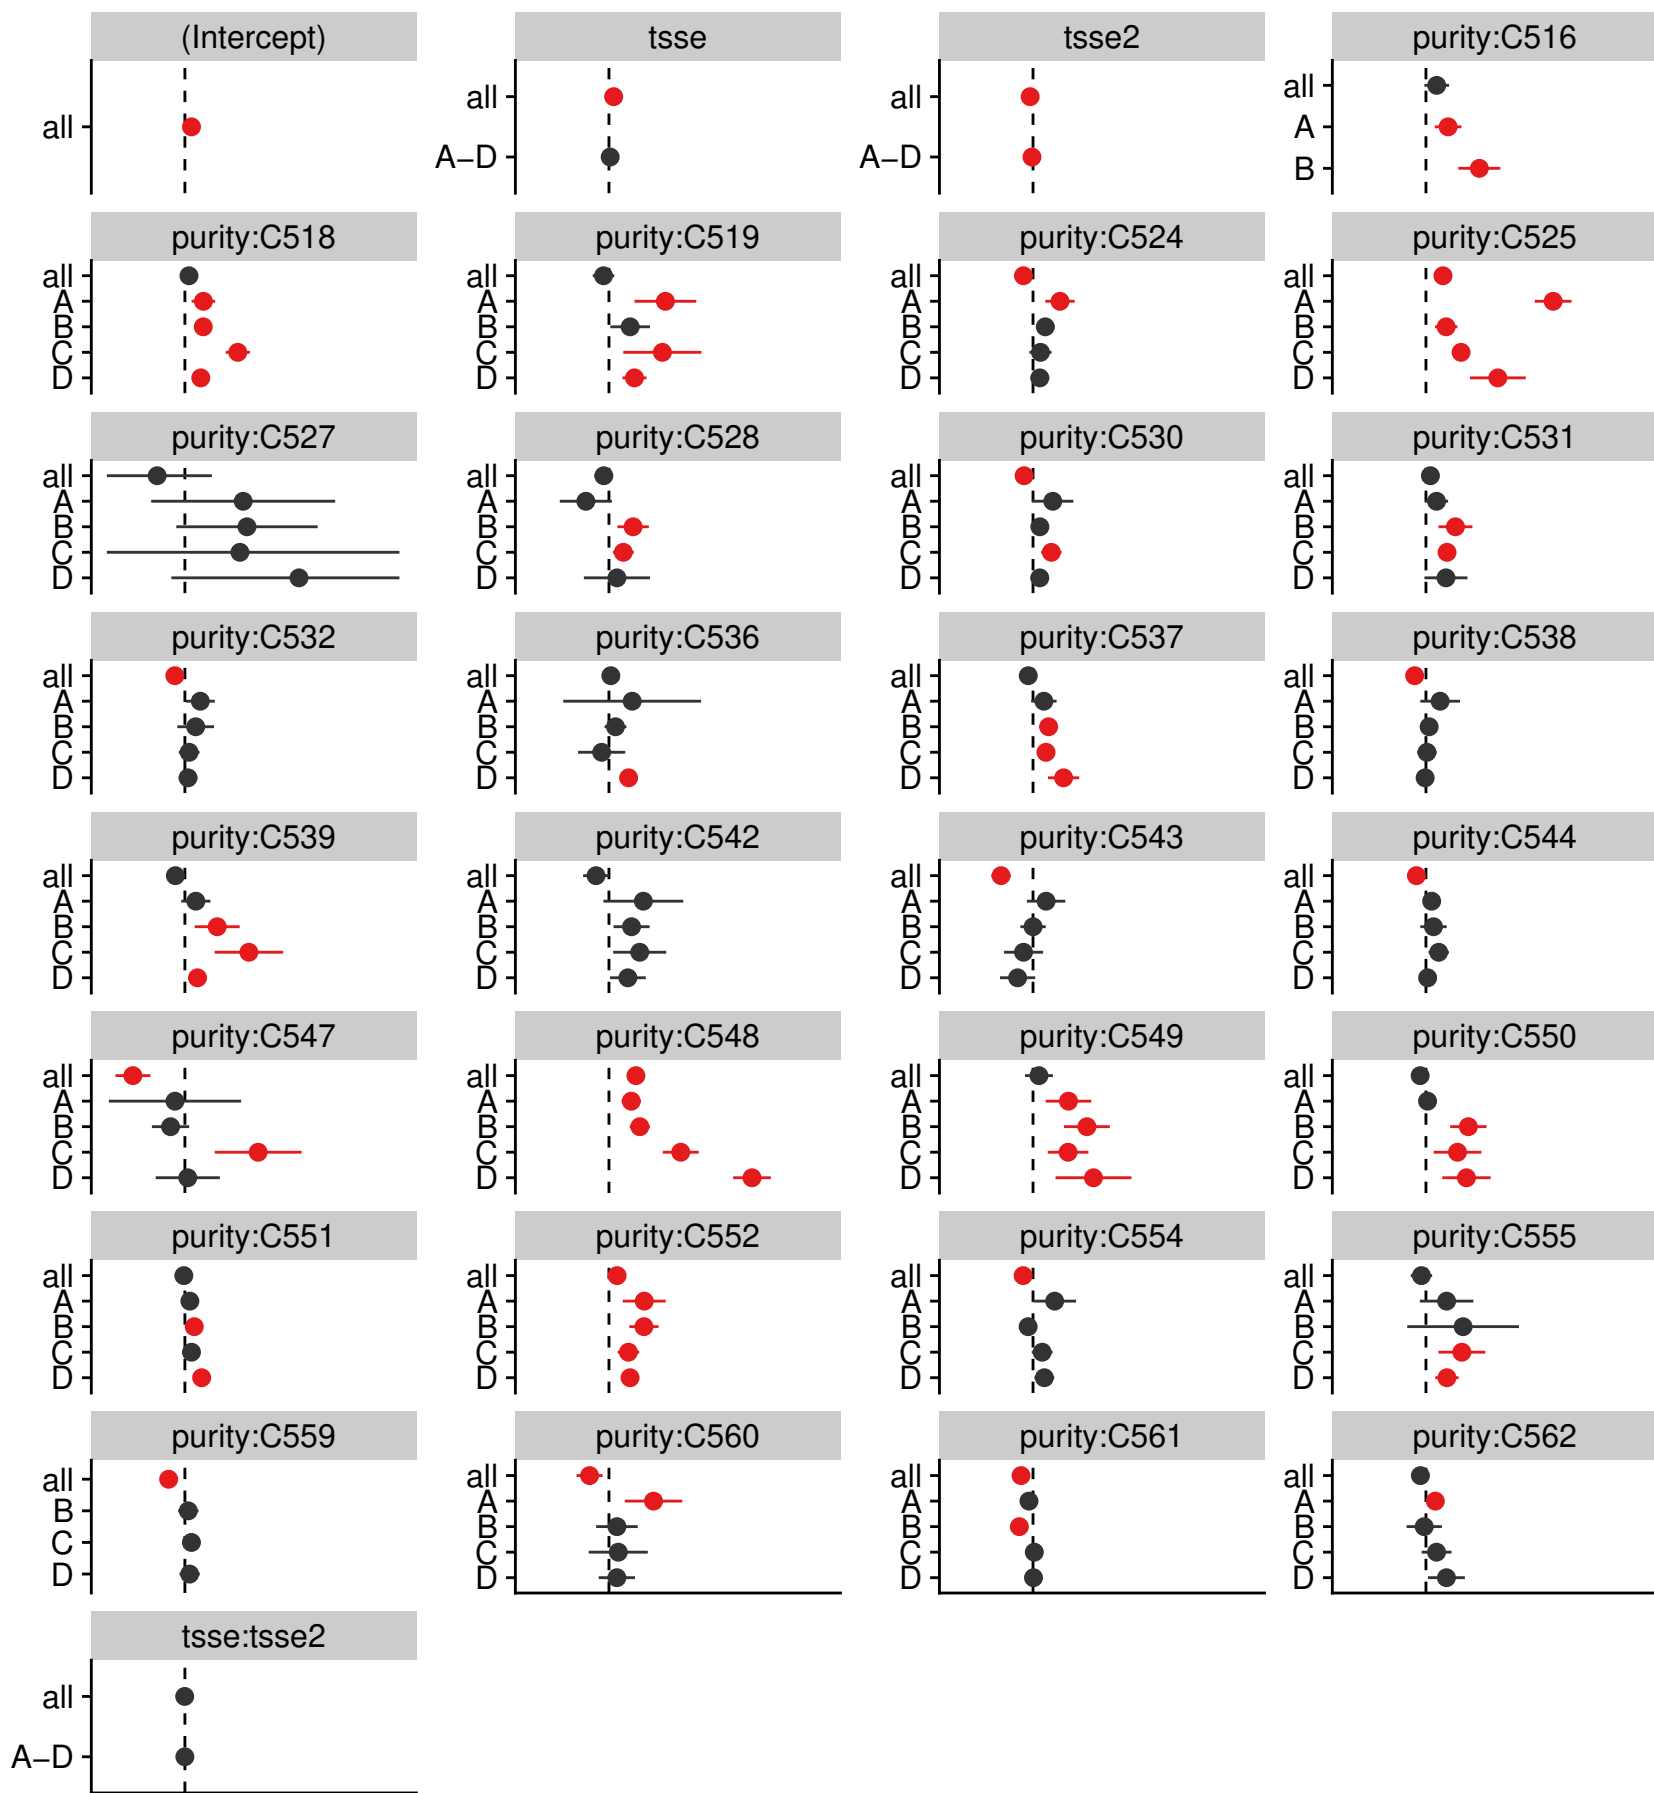 (Intercept)
all
tsse
all
A–D
tsse2
all
A–D
purity:C516
all
A
B
purity:C518
all
A
B
C
D
purity:C519
all
A
B
C
D
purity:C524
all
A
B
C
D
purity:C525
all
A
B
C
D
purity:C527
all
A
B
C
D
purity:C528
all
A
B
C
D
purity:C530
all
A
B
C
D
purity:C531
all
A
B
C
D
purity:C532
all
A
B
C
D
purity:C536
all
A
B
C
D
purity:C537
all
A
B
C
D
purity:C538
all
A
B
C
D
purity:C539
all
A
B
C
D
purity:C542
all
A
B
C
D
purity:C543
all
A
B
C
D
purity:C544
all
A
B
C
D
purity:C547
all
A
B
C
D
purity:C548
all
A
B
C
D
purity:C549
all
A
B
C
D
purity:C550
all
A
B
C
D
purity:C551
all
A
B
C
D
purity:C552
all
A
B
C
D
purity:C554
all
A
B
C
D
purity:C555
all
A
B
C
D
purity:C559
all
B
C
D
purity:C560
all
A
B
C
D
purity:C561
all
A
B
C
D
purity:C562
all
A
B
C
D
tsse:tsse2
all
A–D